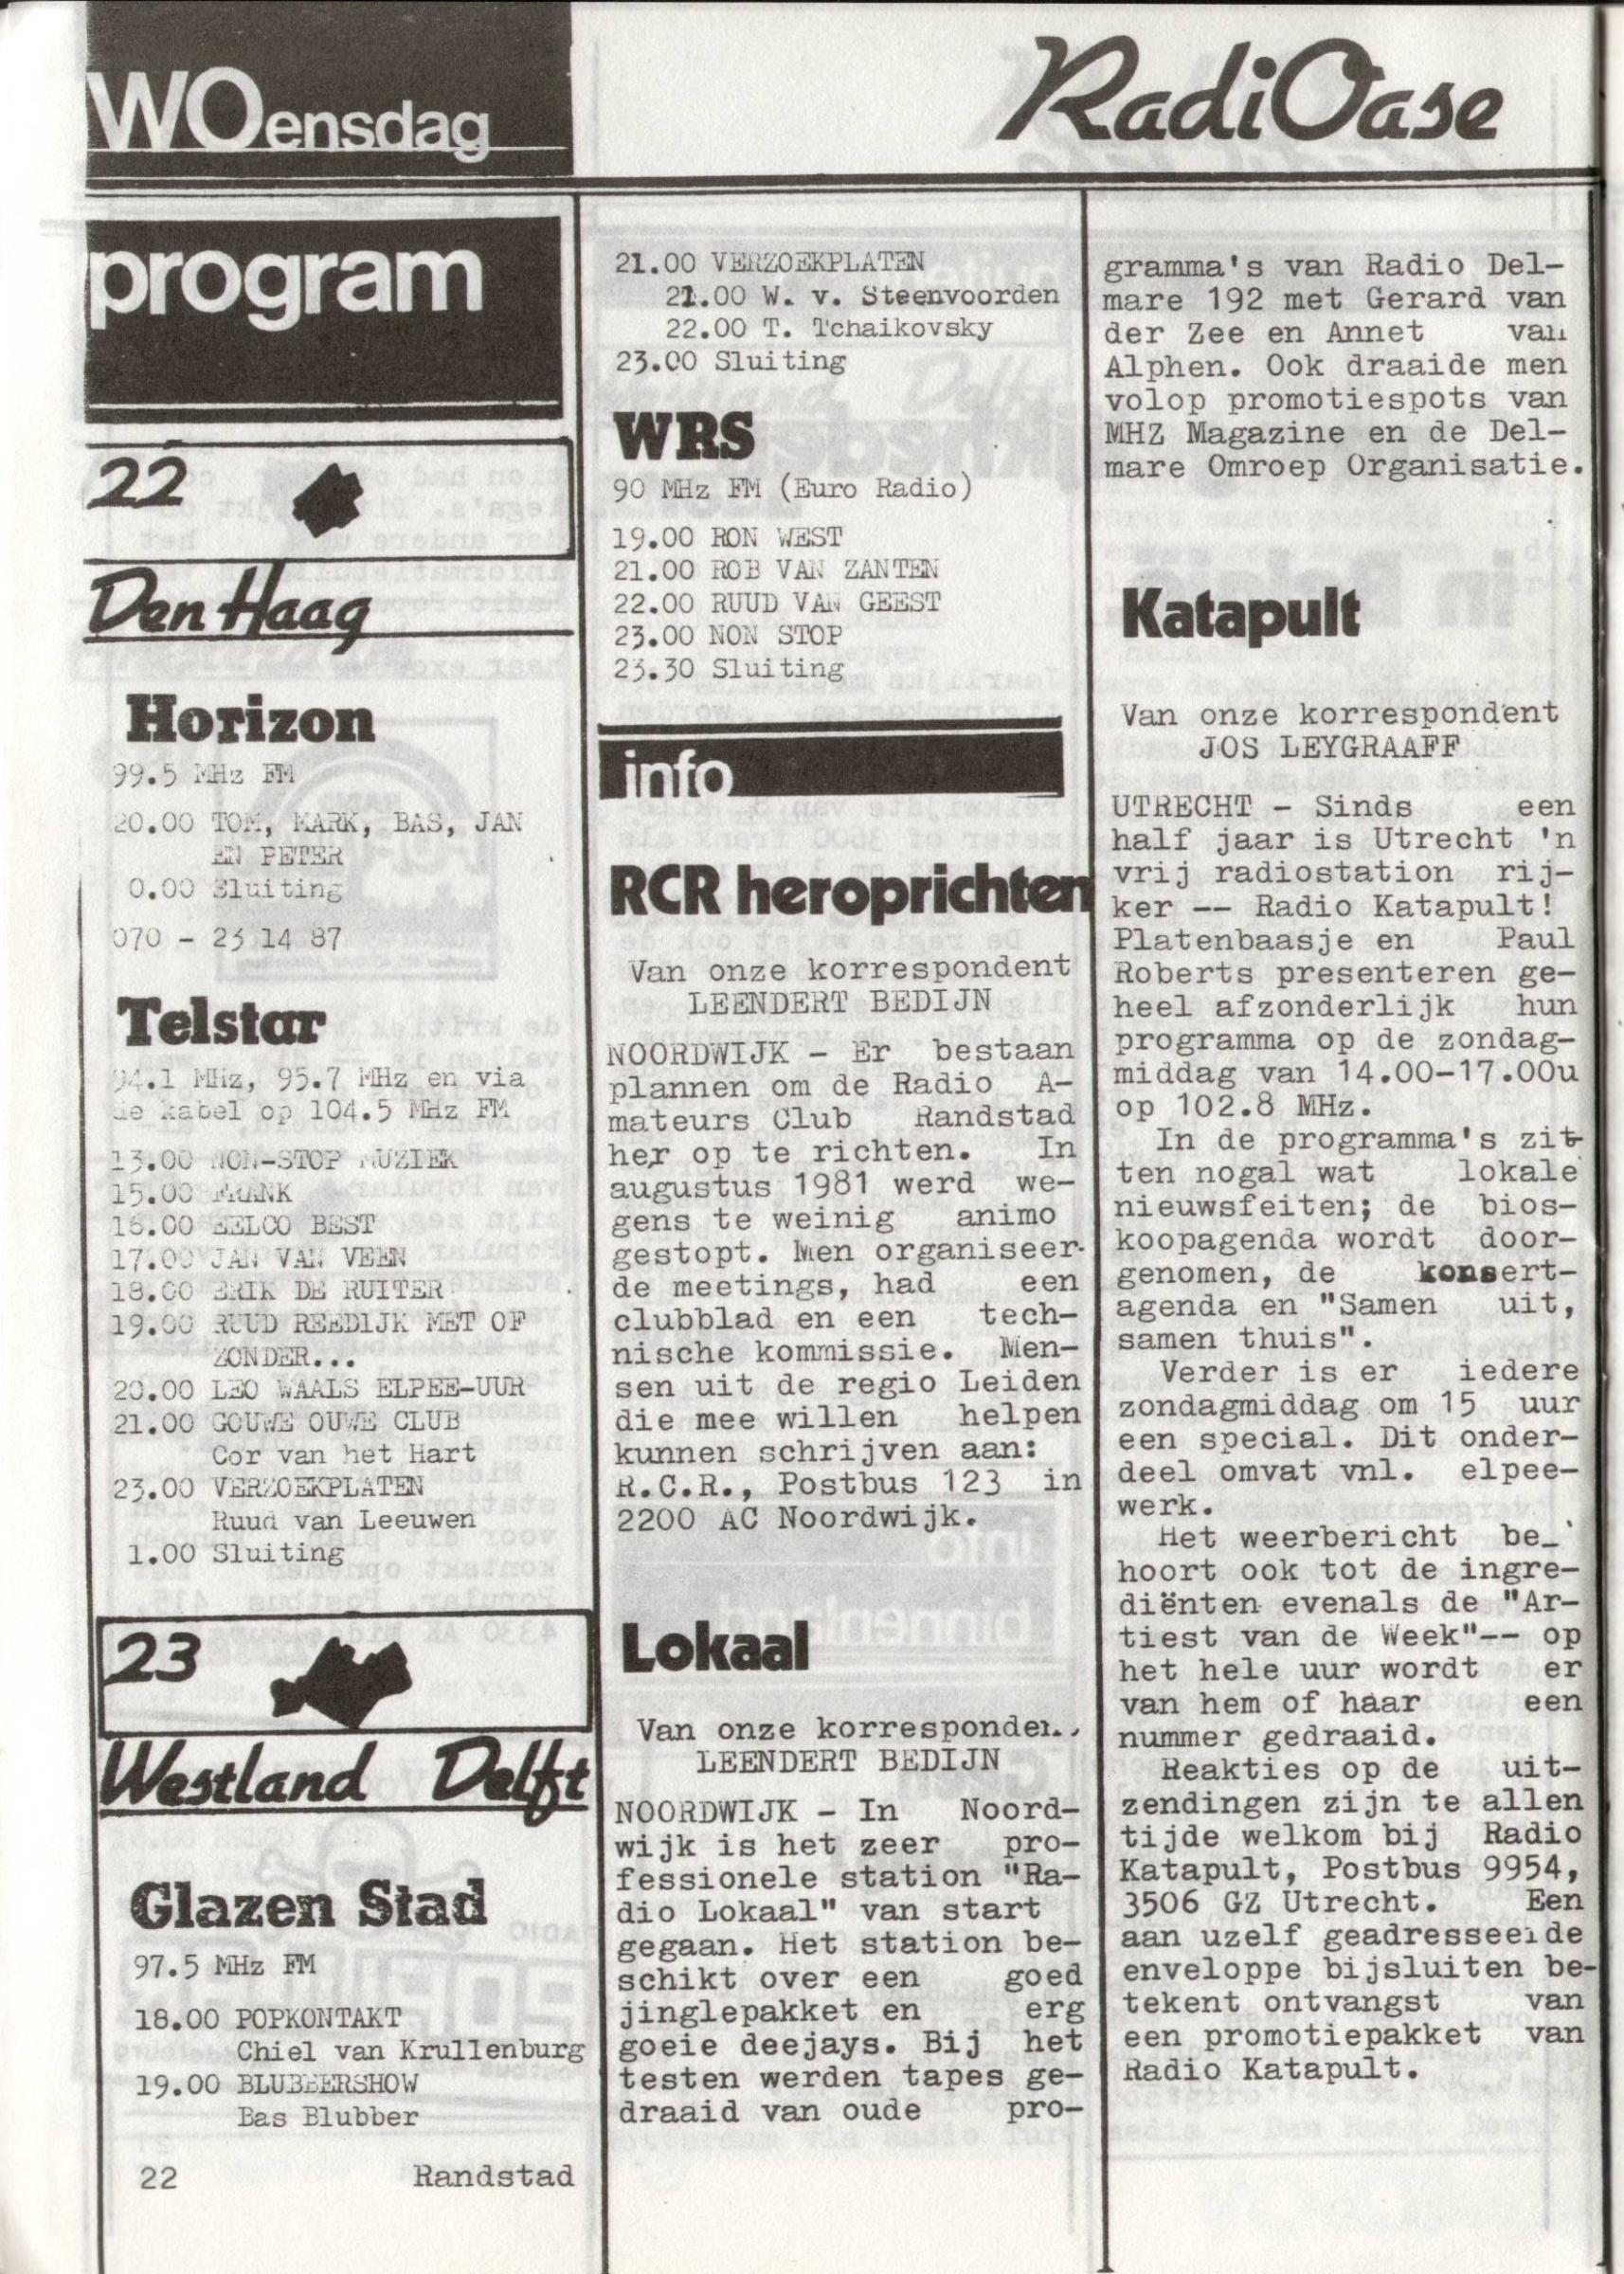 WOensdag
RadiOase
program
22
Den Haag
Horizon
99.5 MHz FM
20.00 TOM, MARK, BAS, JAN
EN PETER
0.00 Sluiting
070 - 23 14 87
Telstar
94.1 MHz, 95.7 MHz en via
de kabel op 104.5 MHz FM
13.00 NON-STOP MUZIEK
15.00 FRANK
16.00 EELCO BEST
17.00 JAN VAN VEEN
18.00 ERIK DE RUITER
19.00 RUUD REEDIJK MET OF
ZONDER...
20.00 LEO WAALS ELPEE-UUR
21.00 GOUWE OUWE CLUB
Cor van het Hart
23.00 VERZOEKPLATEN
Ruud van Leeuwen
1.00 Sluiting
23
Westland Delft
Glazen Stad
97.5 MHz FM
18.00 POPKONTAKT
Chiel van Krullenburg
19.00 BLUBBERSHOW
Bas Blubber
22 Randstad
21.00 VERZOEKPLATEN
21.00 W. v. Steenvoorden
22.00 T. Tchaikovsky
23.00 Sluiting
WRS
90 MHz FM (Euro Radio)
19.00 RON WEST
21.00 ROB VAN ZANTEN
22.00 RUUD VAN GEEST
23.00 NON STOP
23.30 Sluiting
info
RCR heroprichten
Van onze korrespondent
LEENDERT BEDIJN
NOORDWIJK - Er bestaan
plannen om de Radio A-
mateurs Club Randstad
her op te richten. In
augustus 1981 werd we-
gens te weinig animo
gestopt. Men organiseer-
de meetings, had een
clubblad en een tech-
nische kommissie. Men-
sen uit de regio Leiden
die mee willen helpen
kunnen schrijven aan:
R.C.R., Postbus 123 in
2200 AC Noordwijk.
Lokaal
Van onze korrespondent
LEENDERT BEDIJN
NOORDWIJK - In Noord-
wijk is het zeer pro-
fessionele station "Ra-
dio Lokaal" van start
gegaan. Het station be-
schikt over een goed
jinglepakket en erg
goeie deejays. Bij het
testen werden tapes ge-
draaid van oude pro-
gramma's van Radio Del-
mare 192 met Gerard van
der Zee en Annet van
Alphen. Ook draaide men
volop promotiespots van
MHZ Magazine en de Del-
mare Omroep Organisatie.
Katapult
Van onze korrespondent
JOS LEYGRAAFF
UTRECHT - Sinds een
half jaar is Utrecht 'n
vrij radiostation rij-
ker -- Radio Katapult!
Platenbaasje en Paul
Roberts presenteren ge-
heel afzonderlijk hun
programma op de zondag-
middag van 14.00-17.00u
op 102.8 MHz.
In de programma's zit-
ten nogal wat lokale
nieuwsfeiten; de bios-
koopagenda wordt door-
genomen, de konsert-
agenda en "Samen uit,
samen thuis".
Verder is er iedere
zondagmiddag om 15 uur
een special. Dit onder-
deel omvat vnl. elpee-
werk.
Het weerbericht be-
hoort ook tot de ingre-
diënten evenals de "Ar-
tiest van de Week"-- op
het hele uur wordt er
van hem of haar een
nummer gedraaid.
Reakties op de uit-
zendingen zijn te allen
tijde welkom bij Radio
Katapult, Postbus 9954,
3506 GZ Utrecht. Een
aan uzelf geadresseerde
enveloppe bijsluiten be-
tekent ontvangst van
een promotiepakket van
Radio Katapult.